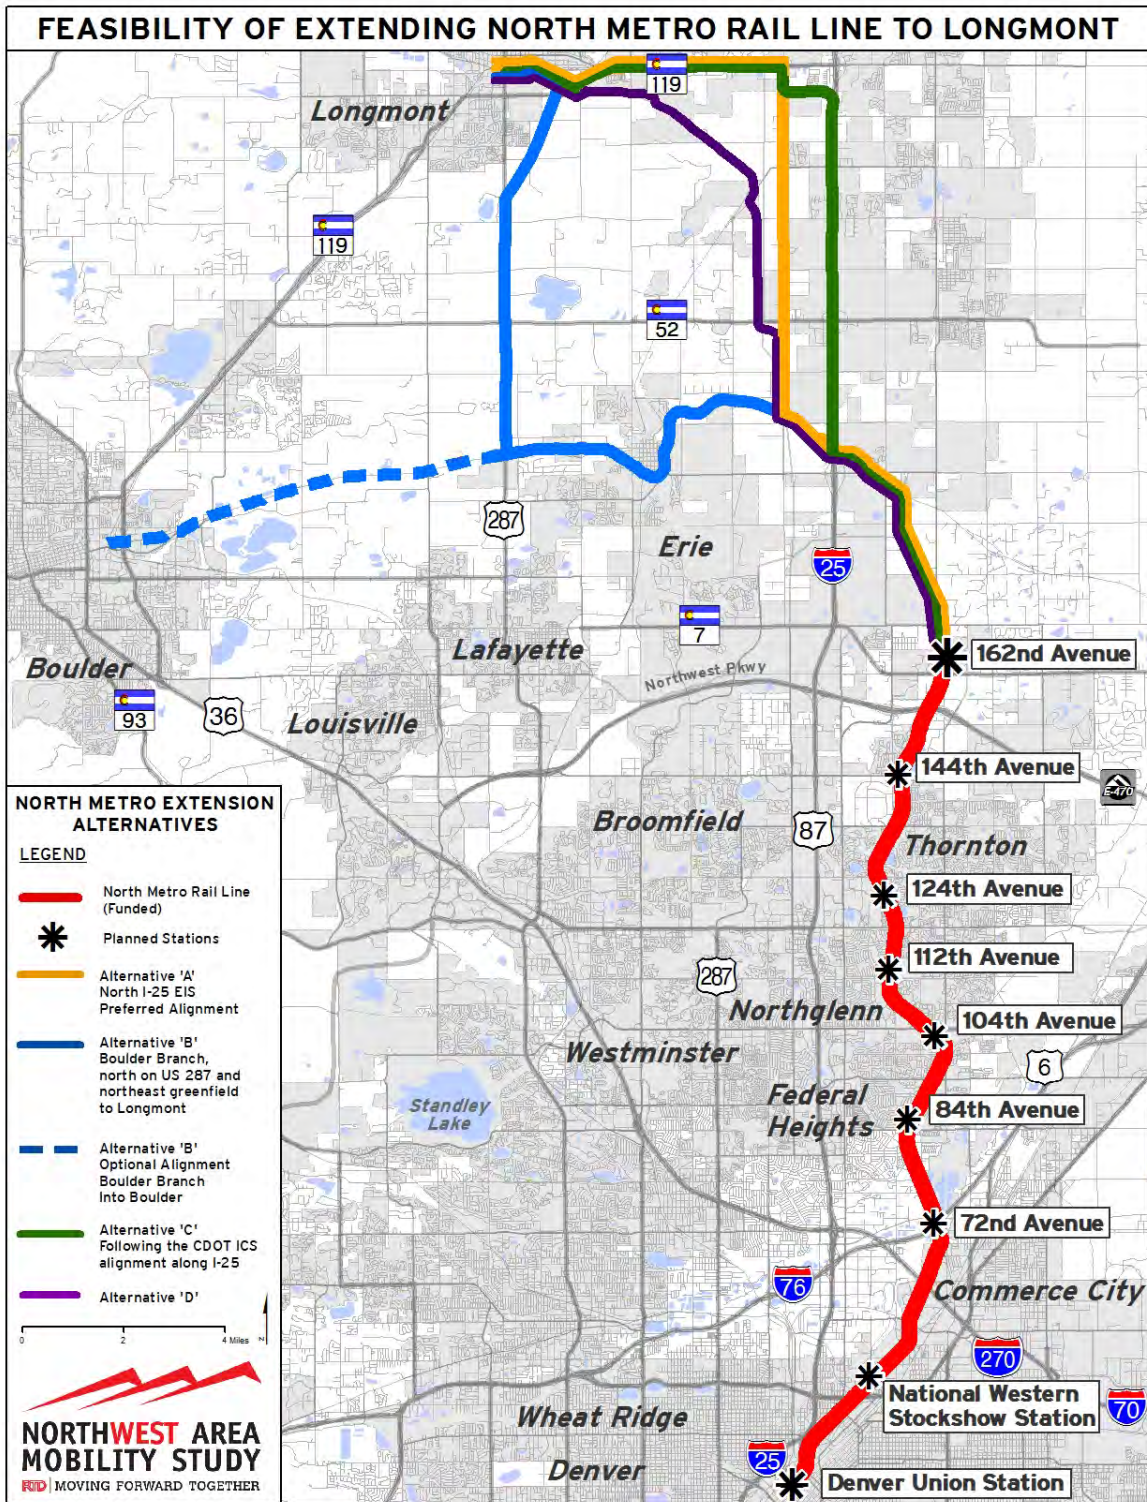 FEASIBILITY OF EXTENDING NORTH METRO RAIL LINE TO LONGMONT
119
Longmont
119
52
287
Erie
25
7
Lafayette
162nd Avenue
Boulder
Northwest Pkwy
93
36
Louisville
144th Avenue
E-470
Broomfield
87
Thornton
124th Avenue
112th Avenue
287
Northglenn
104th Avenue
Westminster
6
Federal
Heights
84th Avenue
Standley
Lake
72nd Avenue
76
Commerce City
270
National Western
Stockshow Station
70
Wheat Ridge
25
Denver
Denver Union Station
NORTH METRO EXTENSION
ALTERNATIVES
LEGEND
North Metro Rail Line
(Funded)
Planned Stations
Alternative 'A'
North I-25 EIS
Preferred Alignment
Alternative 'B'
Boulder Branch,
north on US 287 and
northeast greenfield
to Longmont
Alternative 'B'
Optional Alignment
Boulder Branch
Into Boulder
Alternative 'C'
Following the CDOT ICS
alignment along I-25
Alternative 'D'
0 2 4 Miles
N
NORTHWEST AREA
MOBILITY STUDY
RTD | MOVING FORWARD TOGETHER